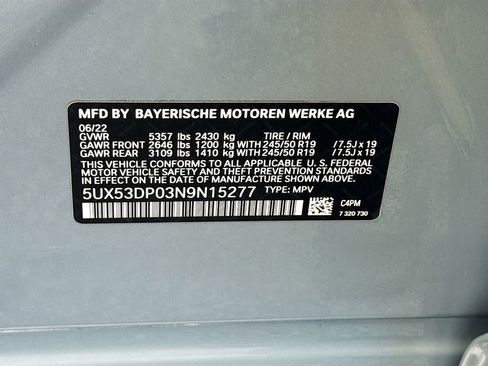 MFD BY BAYERISCHE MOTOREN WERKE AG
06/22
GVWR 5357 lbs 2430 kg TIRE / RIM
GAWR FRONT 2646 lbs 1200 kg WITH 245/50 R19 / 7.5J x 19
GAWR REAR 3109 lbs 1410 kg WITH 245/50 R19 / 7.5J x 19
THIS VEHICLE CONFORMS TO ALL APPLICABLE U. S. FEDERAL
MOTOR VEHICLE SAFETY AND THEFT PREVENTION STANDARDS
IN EFFECT ON THE DATE OF MANUFACTURE SHOWN ABOVE.
5UX53DP03N9N15277 TYPE: MPV
C4PM
7 320 730